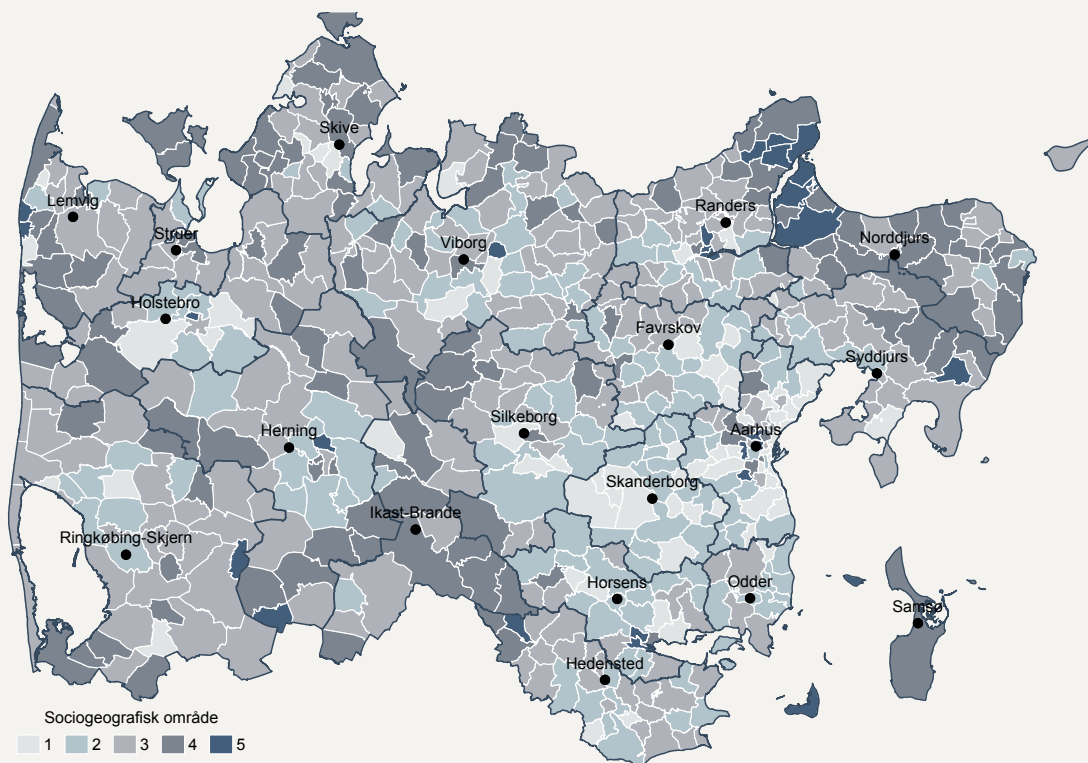 Skive
Lemvig
Randers
Struer
Viborg
Norddjurs
Holstebro
Favrskov
Syddjurs
Silkeborg
Herning
Aarhus
Skanderborg
Ikast-Brande
Ringkøbing-Skjern
Horsens
Odder
Samsø
Hedensted
Sociogeografisk område
1 2 3 4 5